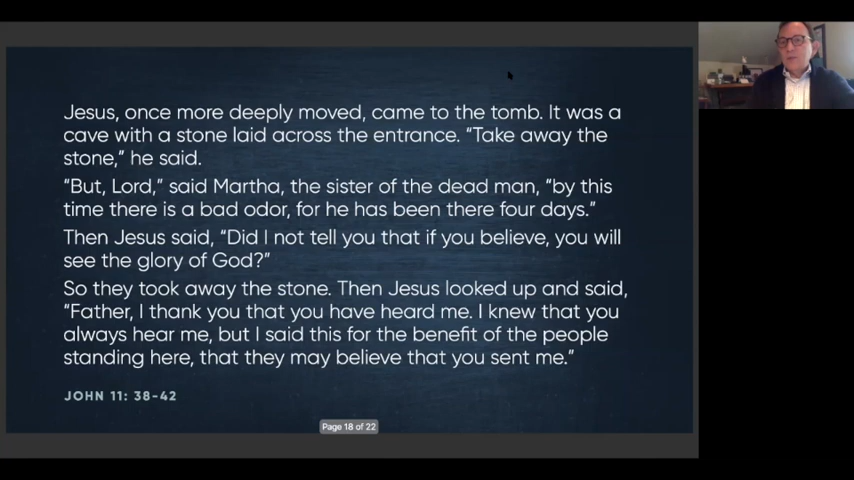 Jesus, once more deeply moved, came to the tomb. It was a
cave with a stone laid across the entrance. “Take away the
stone,” he said.
“But, Lord,” said Martha, the sister of the dead man, “by this
time there is a bad odor, for he has been there four days.”
Then Jesus said, “Did I not tell you that if you believe, you will
see the glory of God?”
So they took away the stone. Then Jesus looked up and said,
“Father, I thank you that you have heard me. I knew that you
always hear me, but I said this for the benefit of the people
standing here, that they may believe that you sent me.”
JOHN 11: 38-42
Page 18 of 22